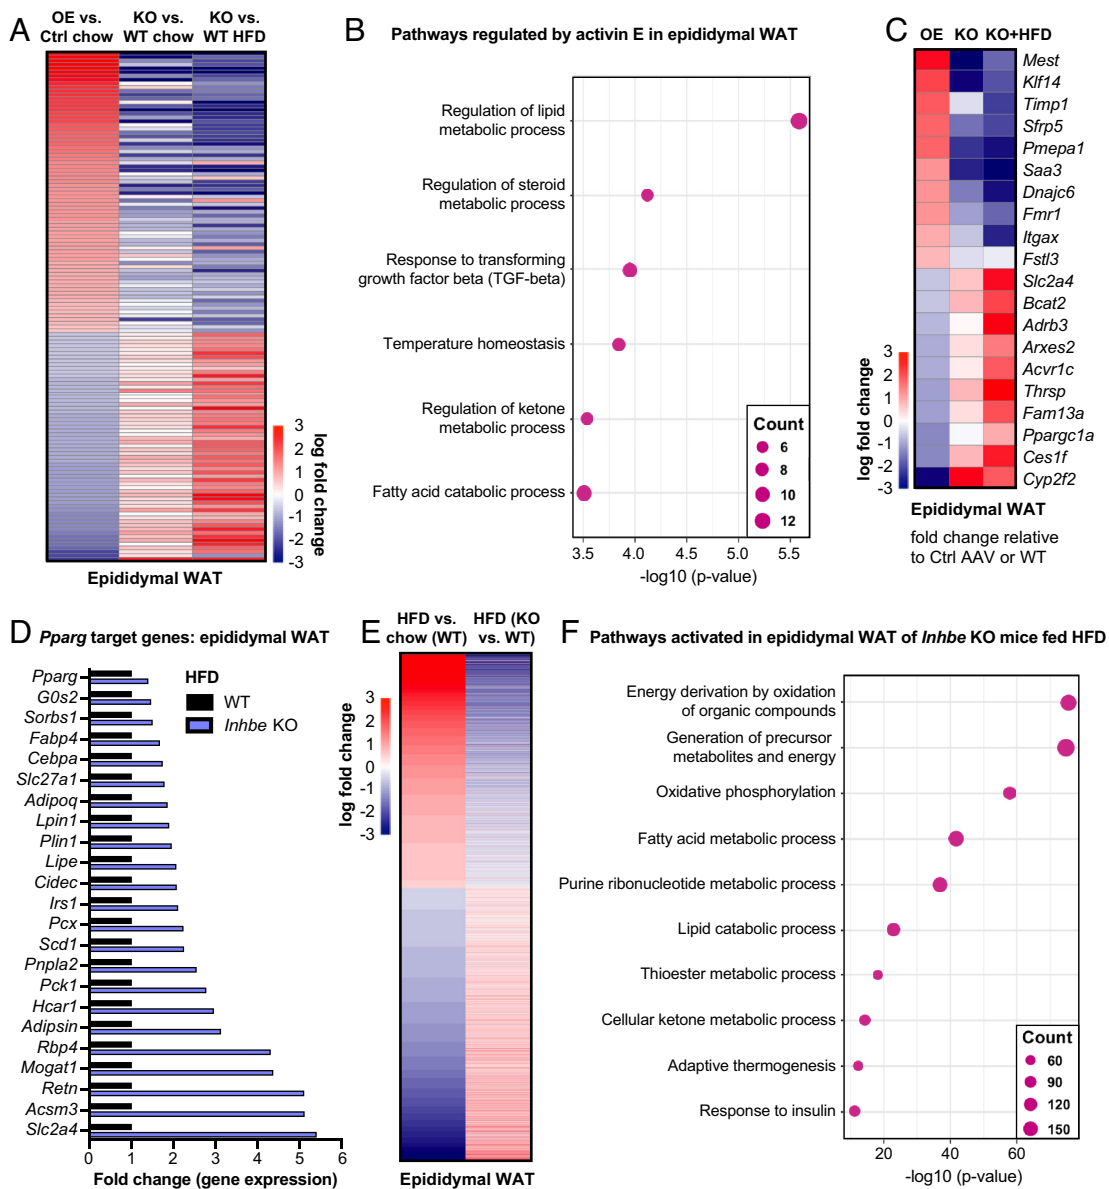 A
OE vs.
Ctrl chow
KO vs.
WT chow
KO vs.
WT HFD
3
2
1
0
-1
-2
-3
log fold change
Epididymal WAT
B
Pathways regulated by activin E in epididymal WAT
Regulation of lipid
metabolic process
Regulation of steroid
metabolic process
Response to transforming
growth factor beta (TGF-beta)
Temperature homeostasis
Regulation of ketone
metabolic process
Fatty acid catabolic process
Count
6
8
10
12
3.5
4.0
4.5
5.0
5.5
-log10 (p-value)
C
OE KO KO+HFD
Mest
Klf14
Timp1
Sfrp5
Pmepa1
Saa3
Dnajc6
Fmr1
Itgax
Fstl3
Slc2a4
Bcat2
Adrb3
Arxes2
Acvr1c
Thrsp
Fam13a
Ppargc1a
Ces1f
Cyp2f2
3
2
1
0
-1
-2
-3
log fold change
Epididymal WAT
fold change relative
to Ctrl AAV or WT
D
Pparg target genes: epididymal WAT
HFD
WT
Inhbe KO
Pparg
G0s2
Sorbs1
Fabp4
Cebpa
Slc27a1
Adipoq
Lpin1
Plin1
Lipe
Cidec
Irs1
Pcx
Scd1
Pnpla2
Pck1
Hcar1
Adipsin
Rbp4
Mogat1
Retn
Acsm3
Slc2a4
0
1
2
3
4
5
6
Fold change (gene expression)
E
HFD vs.
chow (WT)
HFD (KO
vs. WT)
3
2
1
0
-1
-2
-3
log fold change
Epididymal WAT
F
Pathways activated in epididymal WAT of Inhbe KO mice fed HFD
Energy derivation by oxidation
of organic compounds
Generation of precursor
metabolites and energy
Oxidative phosphorylation
Fatty acid metabolic process
Purine ribonucleotide metabolic process
Lipid catabolic process
Thioester metabolic process
Cellular ketone metabolic process
Adaptive thermogenesis
Response to insulin
Count
60
90
120
150
20
40
60
-log10 (p-value)